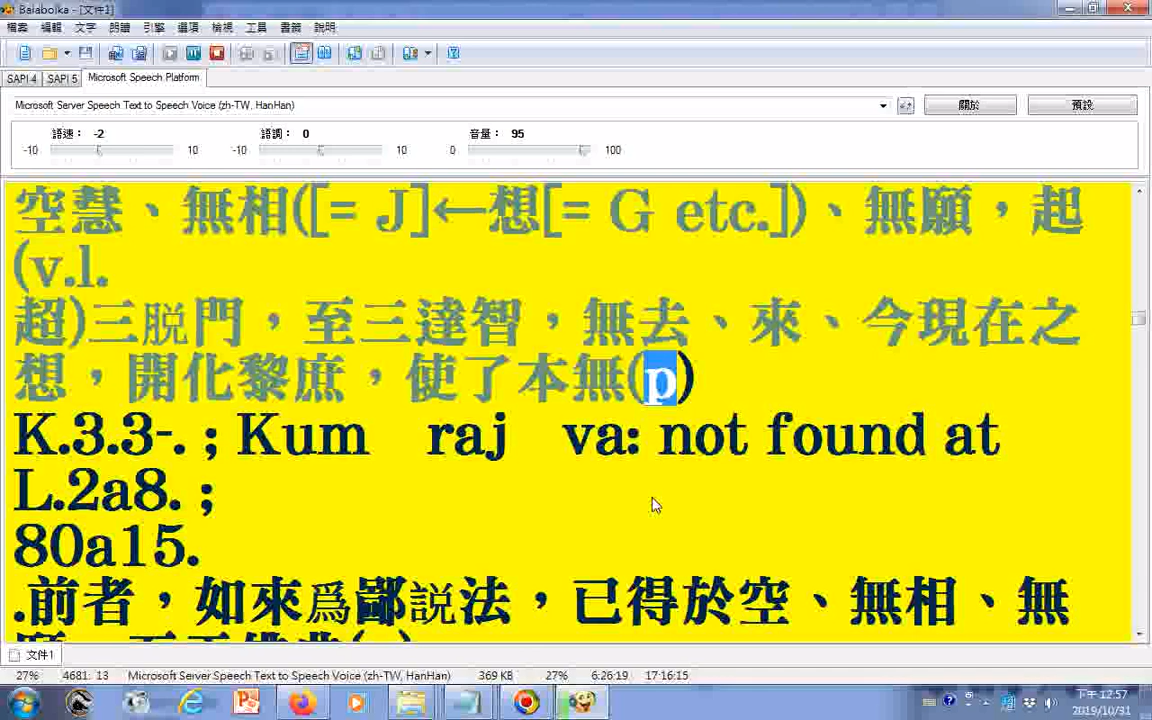 Balabolka - [文件1]
檔案 編輯 文字 朗讀 引擎 選項 檢視 工具 書籤 說明
SAPI 4 SAPI 5 Microsoft Speech Platform
Microsoft Server Speech Text to Speech Voice (zh-TW, HanHan) 關於 預設
語速： -2 語調： 0 音量： 95
-10 10 -10 10 0 100
空慧、無相([= J]←想[= G etc.])、無願，起
(v.l.
超)三脱門，至三達智，無去、來、今現在之
想，開化黎庶，使了本無(p)
K.3.3-. ; Kum raj va: not found at
L.2a8. ;
80a15.
.前者，如來爲鄙説法，已得於空、無相、無
文件1
27% 4681: 13 Microsoft Server Speech Text to Speech Voice (zh-TW, HanHan) 369 KB 27% 6:26:19 17:16:15
下午 12:57
2019/10/31